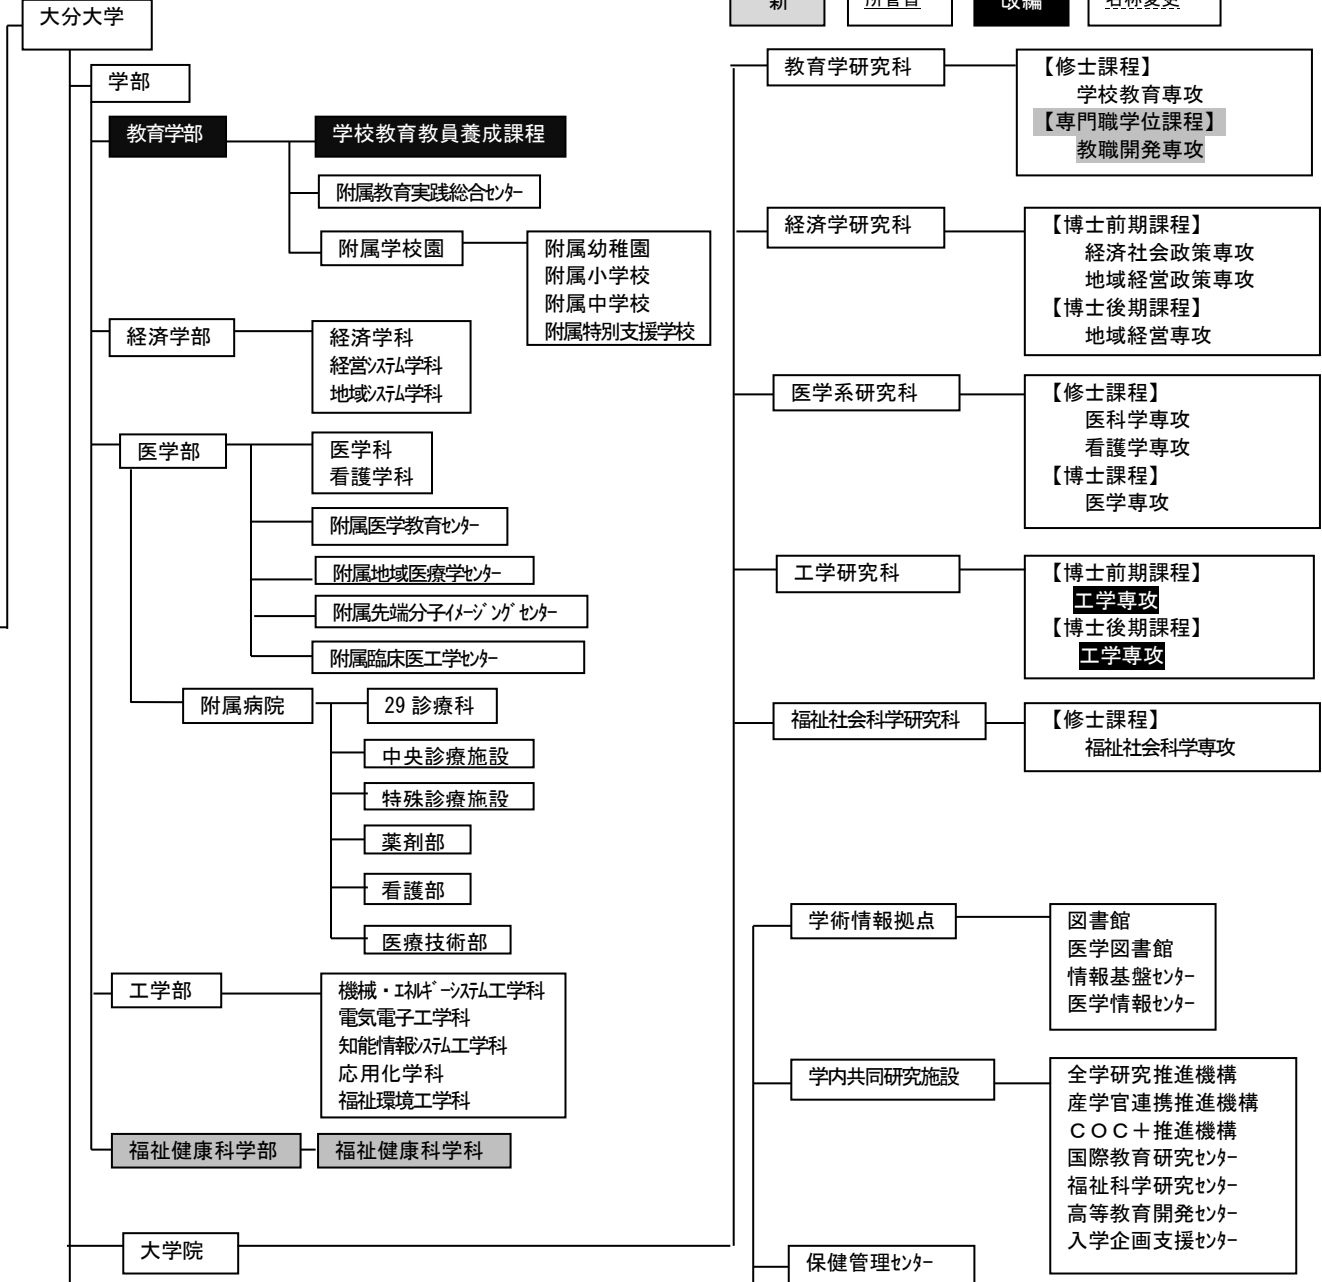 大分大学
学部
教育学部
学校教育教員養成課程
附属教育実践総合ｾﾝﾀｰ
附属学校園
附属幼稚園
附属小学校
附属中学校
附属特別支援学校
経済学部
経済学科
経営ｼｽﾃﾑ学科
地域ｼｽﾃﾑ学科
医学部
医学科
看護学科
附属医学教育ｾﾝﾀｰ
附属地域医療学ｾﾝﾀｰ
附属先端分子ｲﾒｰｼﾞﾝｸﾞｾﾝﾀｰ
附属臨床医工学ｾﾝﾀｰ
附属病院
29 診療科
中央診療施設
特殊診療施設
薬剤部
看護部
医療技術部
工学部
機械・ｴﾈﾙｷﾞｰｼｽﾃﾑ工学科
電気電子工学科
知能情報ｼｽﾃﾑ工学科
応用化学科
福祉環境工学科
福祉健康科学部
福祉健康科学科
大学院
新
所管省
改編
名称変更
教育学研究科
【修士課程】
学校教育専攻
【専門職学位課程】
教職開発専攻
経済学研究科
【博士前期課程】
経済社会政策専攻
地域経営政策専攻
【博士後期課程】
地域経営専攻
医学系研究科
【修士課程】
医科学専攻
看護学専攻
【博士課程】
医学専攻
工学研究科
【博士前期課程】
工学専攻
【博士後期課程】
工学専攻
福祉社会科学研究科
【修士課程】
福祉社会科学専攻
学術情報拠点
図書館
医学図書館
情報基盤ｾﾝﾀｰ
医学情報ｾﾝﾀｰ
学内共同研究施設
全学研究推進機構
産学官連携推進機構
ＣＯＣ＋推進機構
国際教育研究ｾﾝﾀｰ
福祉科学研究ｾﾝﾀｰ
高等教育開発ｾﾝﾀｰ
入学企画支援ｾﾝﾀｰ
保健管理ｾﾝﾀｰ